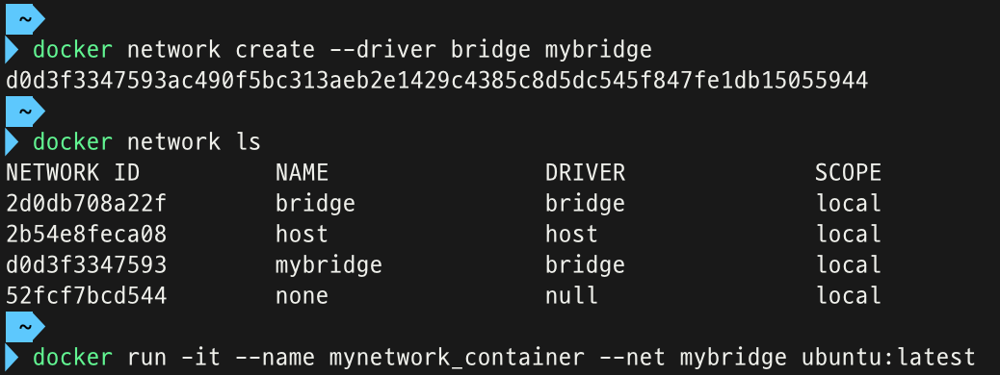 ~
docker network create --driver bridge mybridge
d0d3f3347593ac490f5bc313aeb2e1429c4385c8d5dc545f847fe1db15055944
~
docker network ls
NETWORK ID NAME DRIVER SCOPE
2d0db708a22f bridge bridge local
2b54e8feca08 host host local
d0d3f3347593 mybridge bridge local
52fcf7bcd544 none null local
~
docker run -it --name mynetwork_container --net mybridge ubuntu:latest